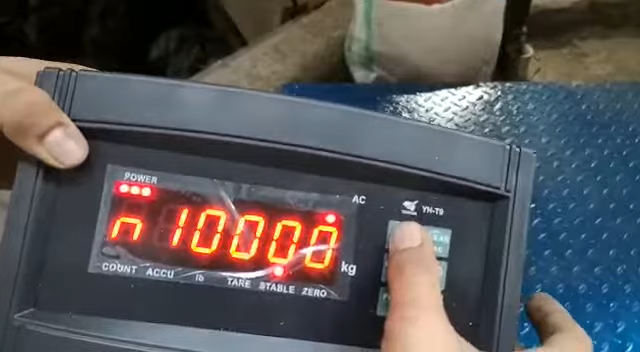 POWER
AC
YH-T9
n 10000
kg
COUNT ACCU lb TARE STABLE ZERO